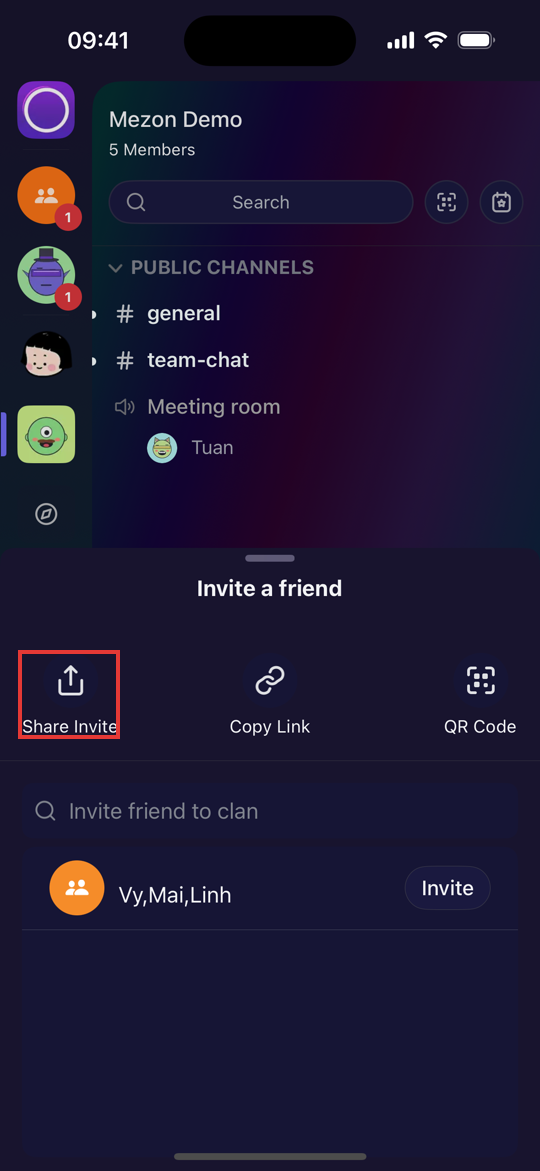 09:41
Mezon Demo
5 Members
Search
1
1
PUBLIC CHANNELS
# general
# team-chat
Meeting room
Tuan
Invite a friend
Share Invite
Copy Link
QR Code
Invite friend to clan
Vy,Mai,Linh
Invite